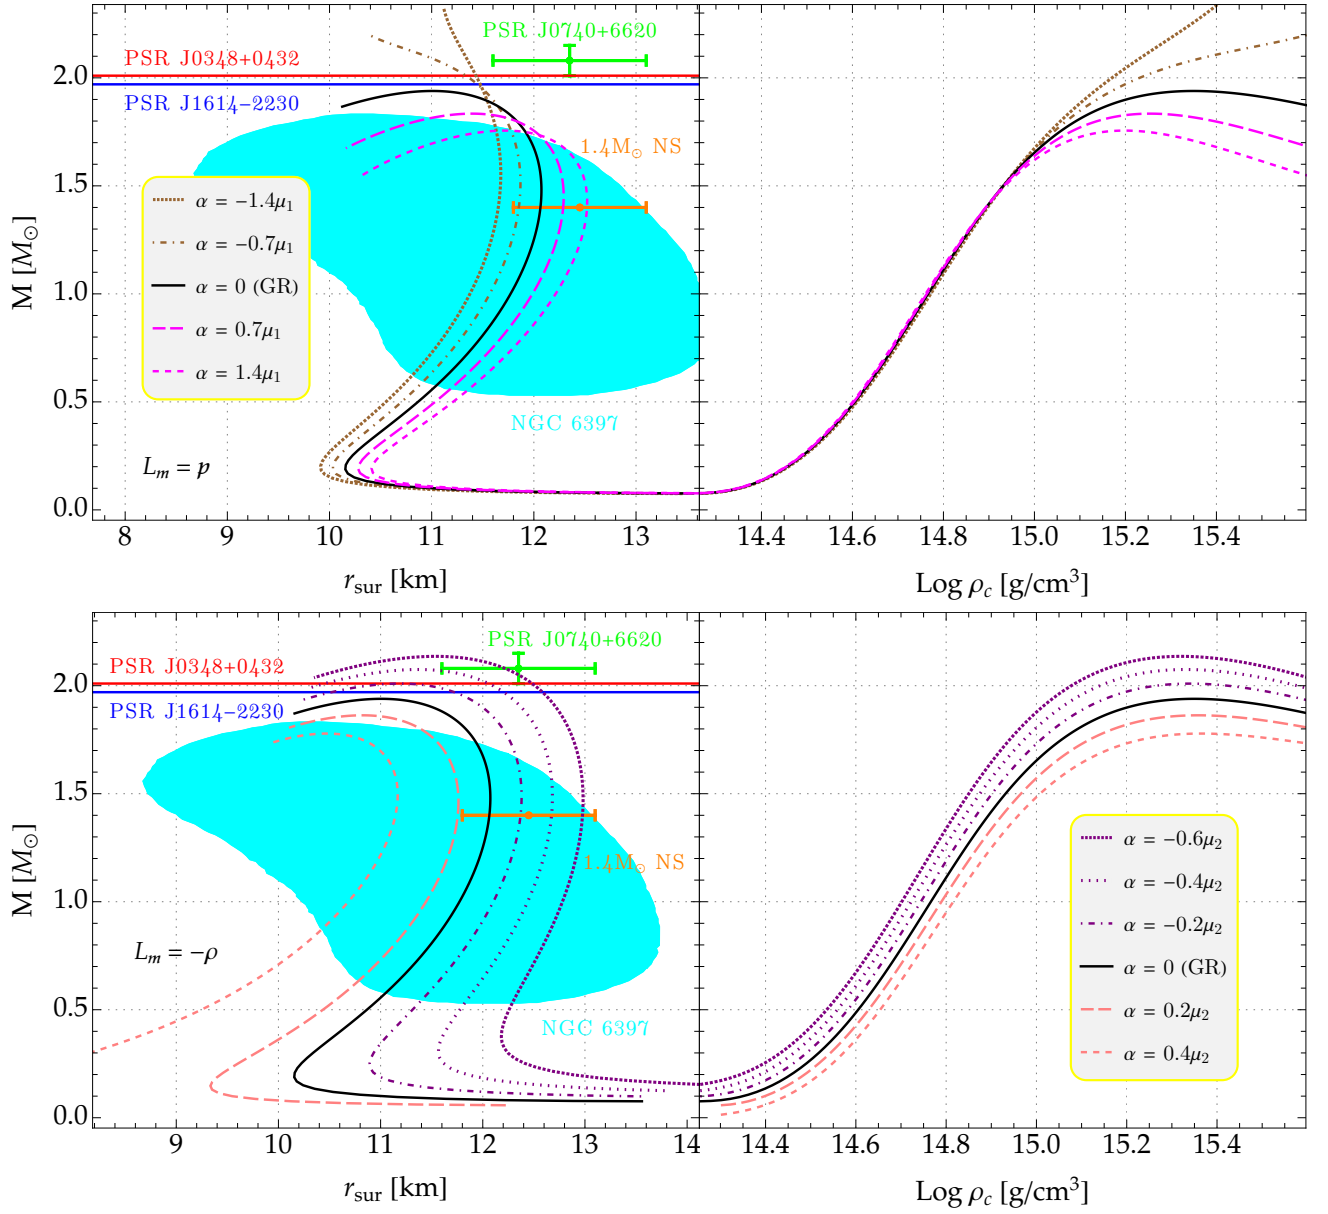 PSR J0740+6620
PSR J0348+0432
PSR J1614-2230
1.4M⊙ NS
α = −1.4μ₁
α = −0.7μ₁
α = 0 (GR)
α = 0.7μ₁
α = 1.4μ₁
NGC 6397
Lₘ = p
M [M⊙]
2.0
1.5
1.0
0.5
0.0
8 9 10 11 12 13
14.4 14.6 14.8 15.0 15.2 15.4
r_sur [km]
Log ρ_c [g/cm³]
PSR J0740+6620
PSR J0348+0432
PSR J1614-2230
1.4M⊙ NS
Lₘ = −ρ
NGC 6397
α = −0.6μ₂
α = −0.4μ₂
α = −0.2μ₂
α = 0 (GR)
α = 0.2μ₂
α = 0.4μ₂
M [M⊙]
2.0
1.5
1.0
0.5
0.0
9 10 11 12 13 14
14.4 14.6 14.8 15.0 15.2 15.4
r_sur [km]
Log ρ_c [g/cm³]